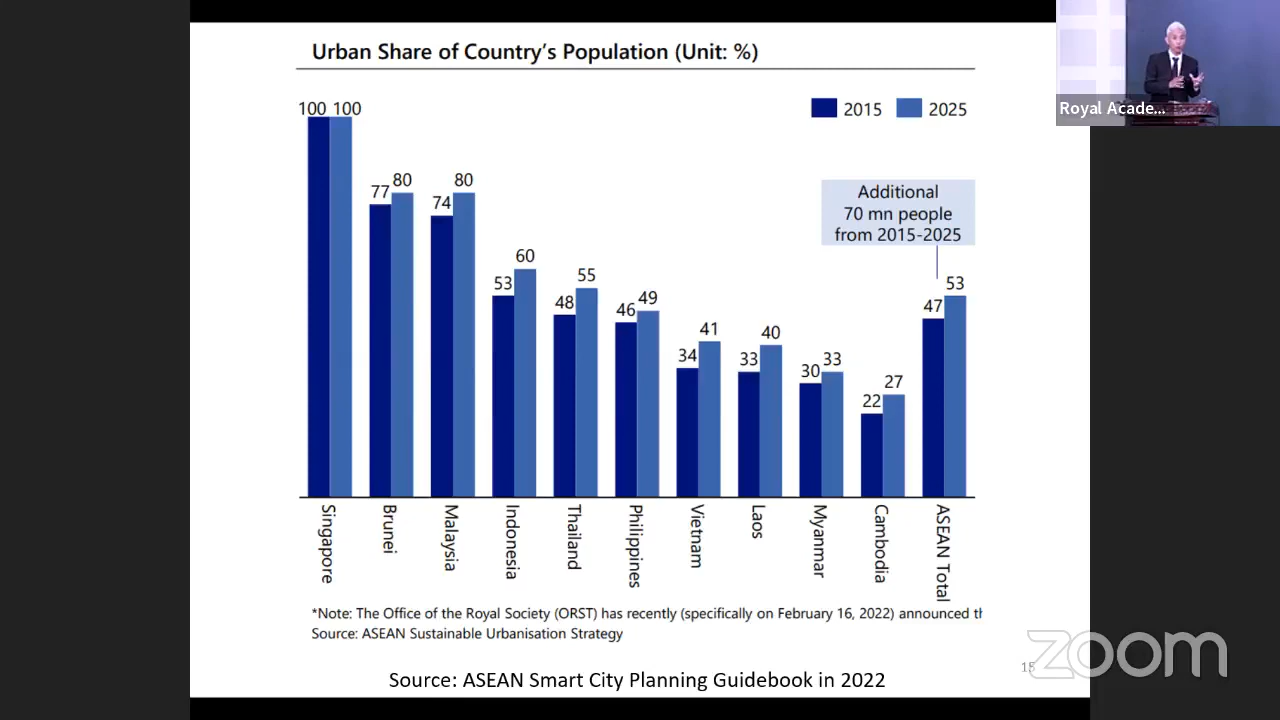 Urban Share of Country's Population (Unit: %)
Royal Acade...
2015
2025
100 100
77 80
74 80
53 60
48 55
46 49
34 41
33 40
30 33
22 27
47 53
Additional
70 mn people
from 2015-2025
Singapore
Brunei
Malaysia
Indonesia
Thailand
Philippines
Vietnam
Laos
Myanmar
Cambodia
ASEAN Total
*Note: The Office of the Royal Society (ORST) has recently (specifically on February 16, 2022) announced th
Source: ASEAN Sustainable Urbanisation Strategy
Source: ASEAN Smart City Planning Guidebook in 2022
15
zoom